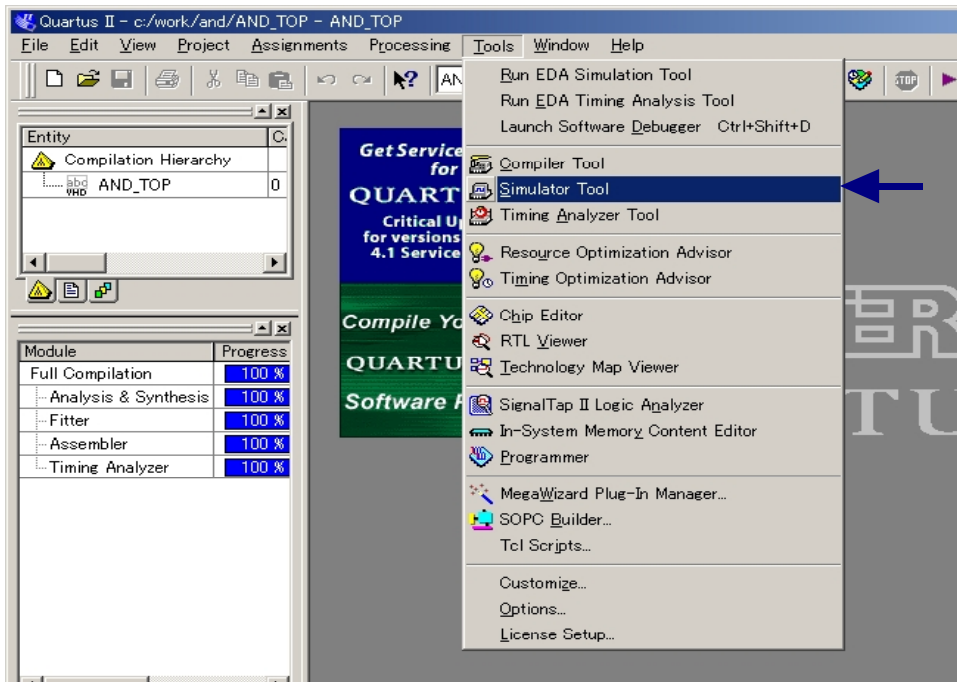 Quartus II - c:/work/and/AND_TOP - AND_TOP
File Edit View Project Assignments Processing Tools Window Help
AN
STOP
Entity C.
Compilation Hierarchy
abc VHD AND_TOP 0
Module Progress
Full Compilation 100 %
Analysis & Synthesis 100 %
Fitter 100 %
Assembler 100 %
Timing Analyzer 100 %
Get Service
for
QUART
Critical U
for versions
4.1 Service
Compile Yo
QUARTU
Software
Run EDA Simulation Tool
Run EDA Timing Analysis Tool
Launch Software Debugger Ctrl+Shift+D
Compiler Tool
Simulator Tool
Timing Analyzer Tool
Resource Optimization Advisor
Timing Optimization Advisor
Chip Editor
RTL Viewer
Technology Map Viewer
SignalTap II Logic Analyzer
In-System Memory Content Editor
Programmer
MegaWizard Plug-In Manager...
SOPC Builder...
Tcl Scripts...
Customize...
Options...
License Setup...
ER
TU